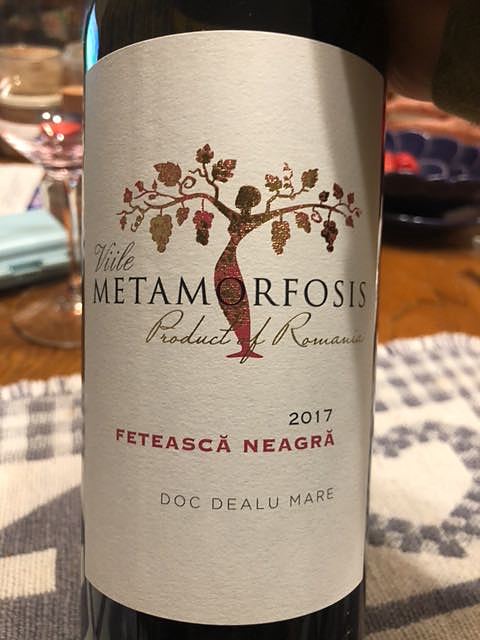 Viile
METAMORFOSIS
Product of Romania
2017
FETEASCĂ NEAGRĂ
DOC DEALU MARE